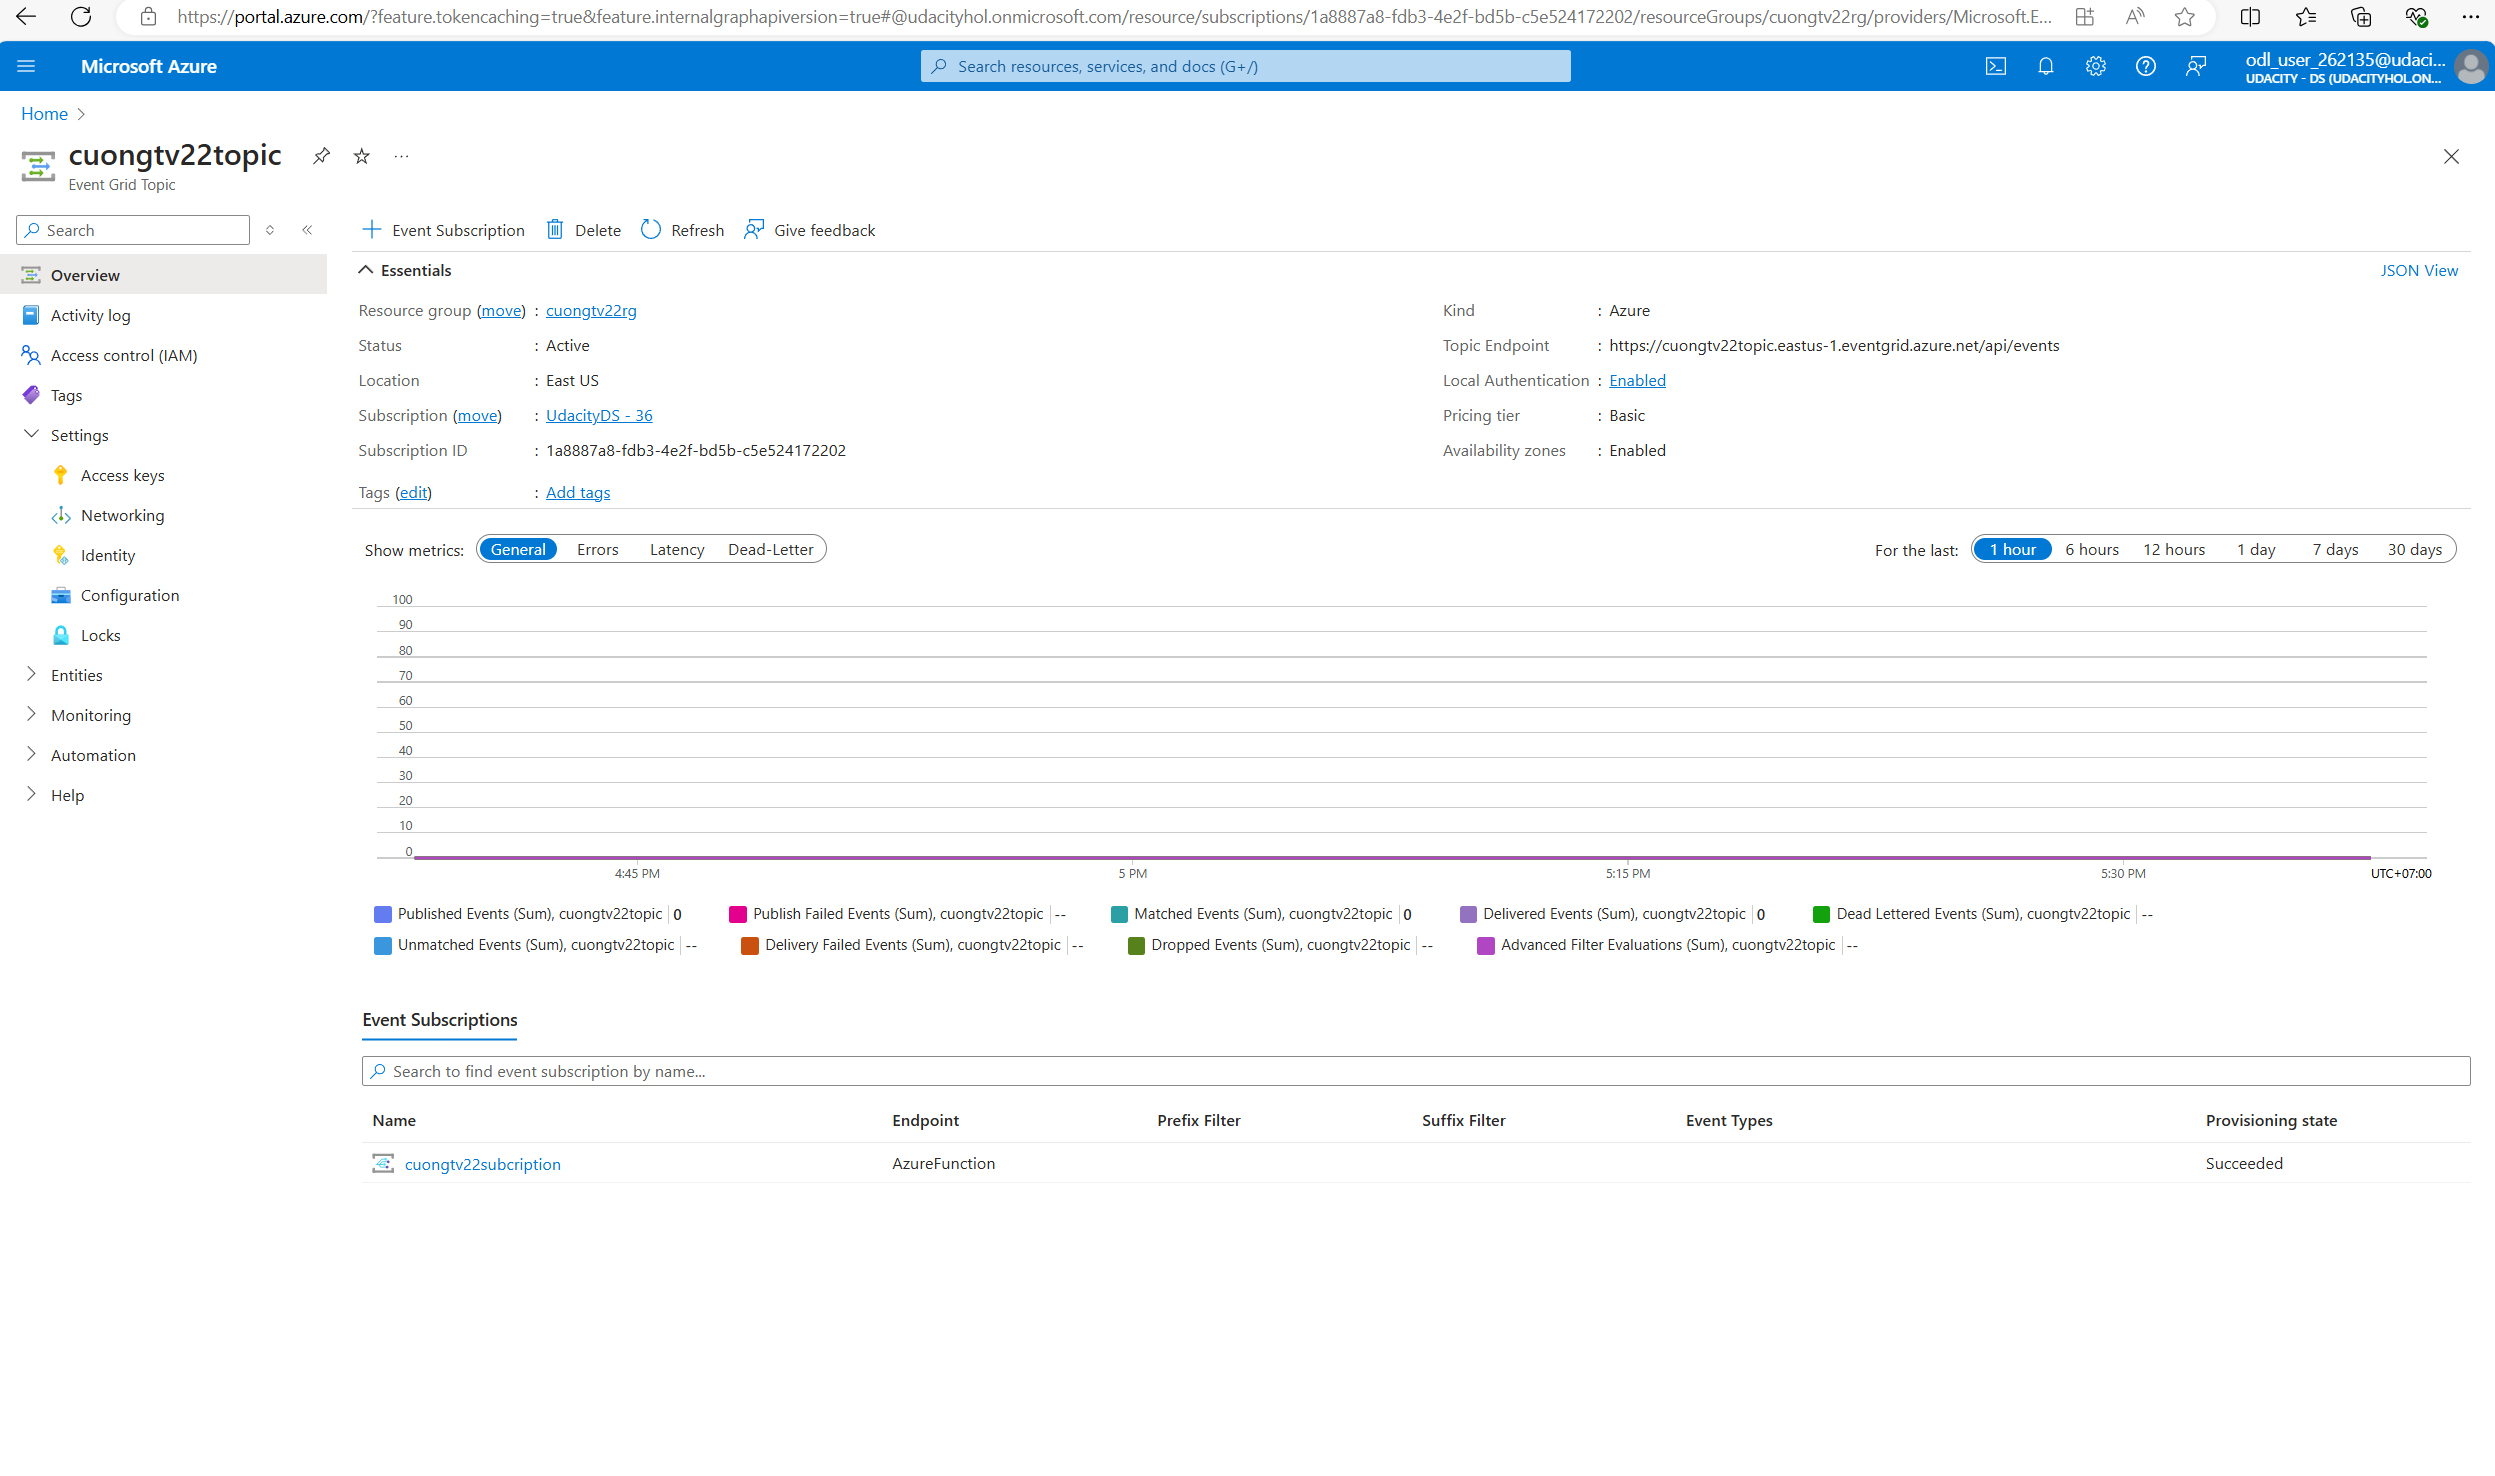 https://portal.azure.com/?feature.tokencaching=true&feature.internalgraphapiversion=true#@udacityhol.onmicrosoft.com/resource/subscriptions/1a8887a8-fdb3-4e2f-bd5b-c5e524172202/resourceGroups/cuongtv22rg/providers/Microsoft.E...
Microsoft Azure
Search resources, services, and docs (G+/)
odl_user_262135@udaci...
UDACITY - DS (UDACITYHOL.ON...
Home
cuongtv22topic
Event Grid Topic
Search
Event Subscription Delete Refresh Give feedback
Overview
Activity log
Access control (IAM)
Tags
Settings
Access keys
Networking
Identity
Configuration
Locks
Entities
Monitoring
Automation
Help
Essentials
JSON View
Resource group (move) : cuongtv22rg
Status : Active
Location : East US
Subscription (move) : UdacityDS - 36
Subscription ID : 1a8887a8-fdb3-4e2f-bd5b-c5e524172202
Tags (edit) : Add tags
Kind : Azure
Topic Endpoint : https://cuongtv22topic.eastus-1.eventgrid.azure.net/api/events
Local Authentication : Enabled
Pricing tier : Basic
Availability zones : Enabled
Show metrics: General Errors Latency Dead-Letter
For the last: 1 hour 6 hours 12 hours 1 day 7 days 30 days
100
90
80
70
60
50
40
30
20
10
0
4:45 PM 5 PM 5:15 PM 5:30 PM UTC+07:00
Published Events (Sum), cuongtv22topic 0 Publish Failed Events (Sum), cuongtv22topic -- Matched Events (Sum), cuongtv22topic 0 Delivered Events (Sum), cuongtv22topic 0 Dead Lettered Events (Sum), cuongtv22topic --
Unmatched Events (Sum), cuongtv22topic -- Delivery Failed Events (Sum), cuongtv22topic -- Dropped Events (Sum), cuongtv22topic -- Advanced Filter Evaluations (Sum), cuongtv22topic --
Event Subscriptions
Search to find event subscription by name...
Name Endpoint Prefix Filter Suffix Filter Event Types Provisioning state
cuongtv22subcription AzureFunction Succeeded